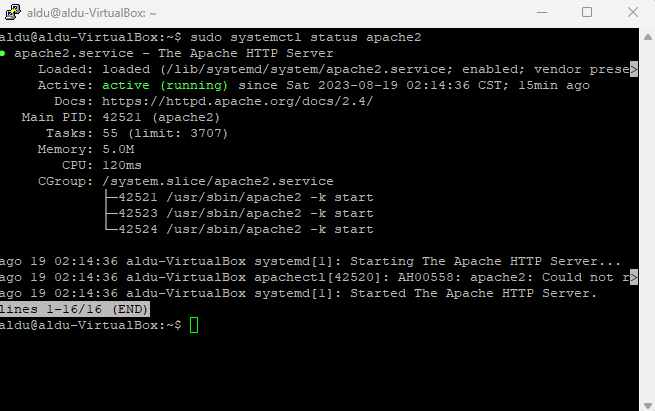 aldu@aldu-VirtualBox: ~
aldu@aldu-VirtualBox:~$ sudo systemctl status apache2
● apache2.service - The Apache HTTP Server
     Loaded: loaded (/lib/systemd/system/apache2.service; enabled; vendor prese>
     Active: active (running) since Sat 2023-08-19 02:14:36 CST; 15min ago
       Docs: https://httpd.apache.org/docs/2.4/
   Main PID: 42521 (apache2)
      Tasks: 55 (limit: 3707)
     Memory: 5.0M
        CPU: 120ms
     CGroup: /system.slice/apache2.service
             ├─42521 /usr/sbin/apache2 -k start
             ├─42523 /usr/sbin/apache2 -k start
             └─42524 /usr/sbin/apache2 -k start
ago 19 02:14:36 aldu-VirtualBox systemd[1]: Starting The Apache HTTP Server...
ago 19 02:14:36 aldu-VirtualBox apachectl[42520]: AH00558: apache2: Could not r>
ago 19 02:14:36 aldu-VirtualBox systemd[1]: Started The Apache HTTP Server.
lines 1-16/16 (END)
aldu@aldu-VirtualBox:~$